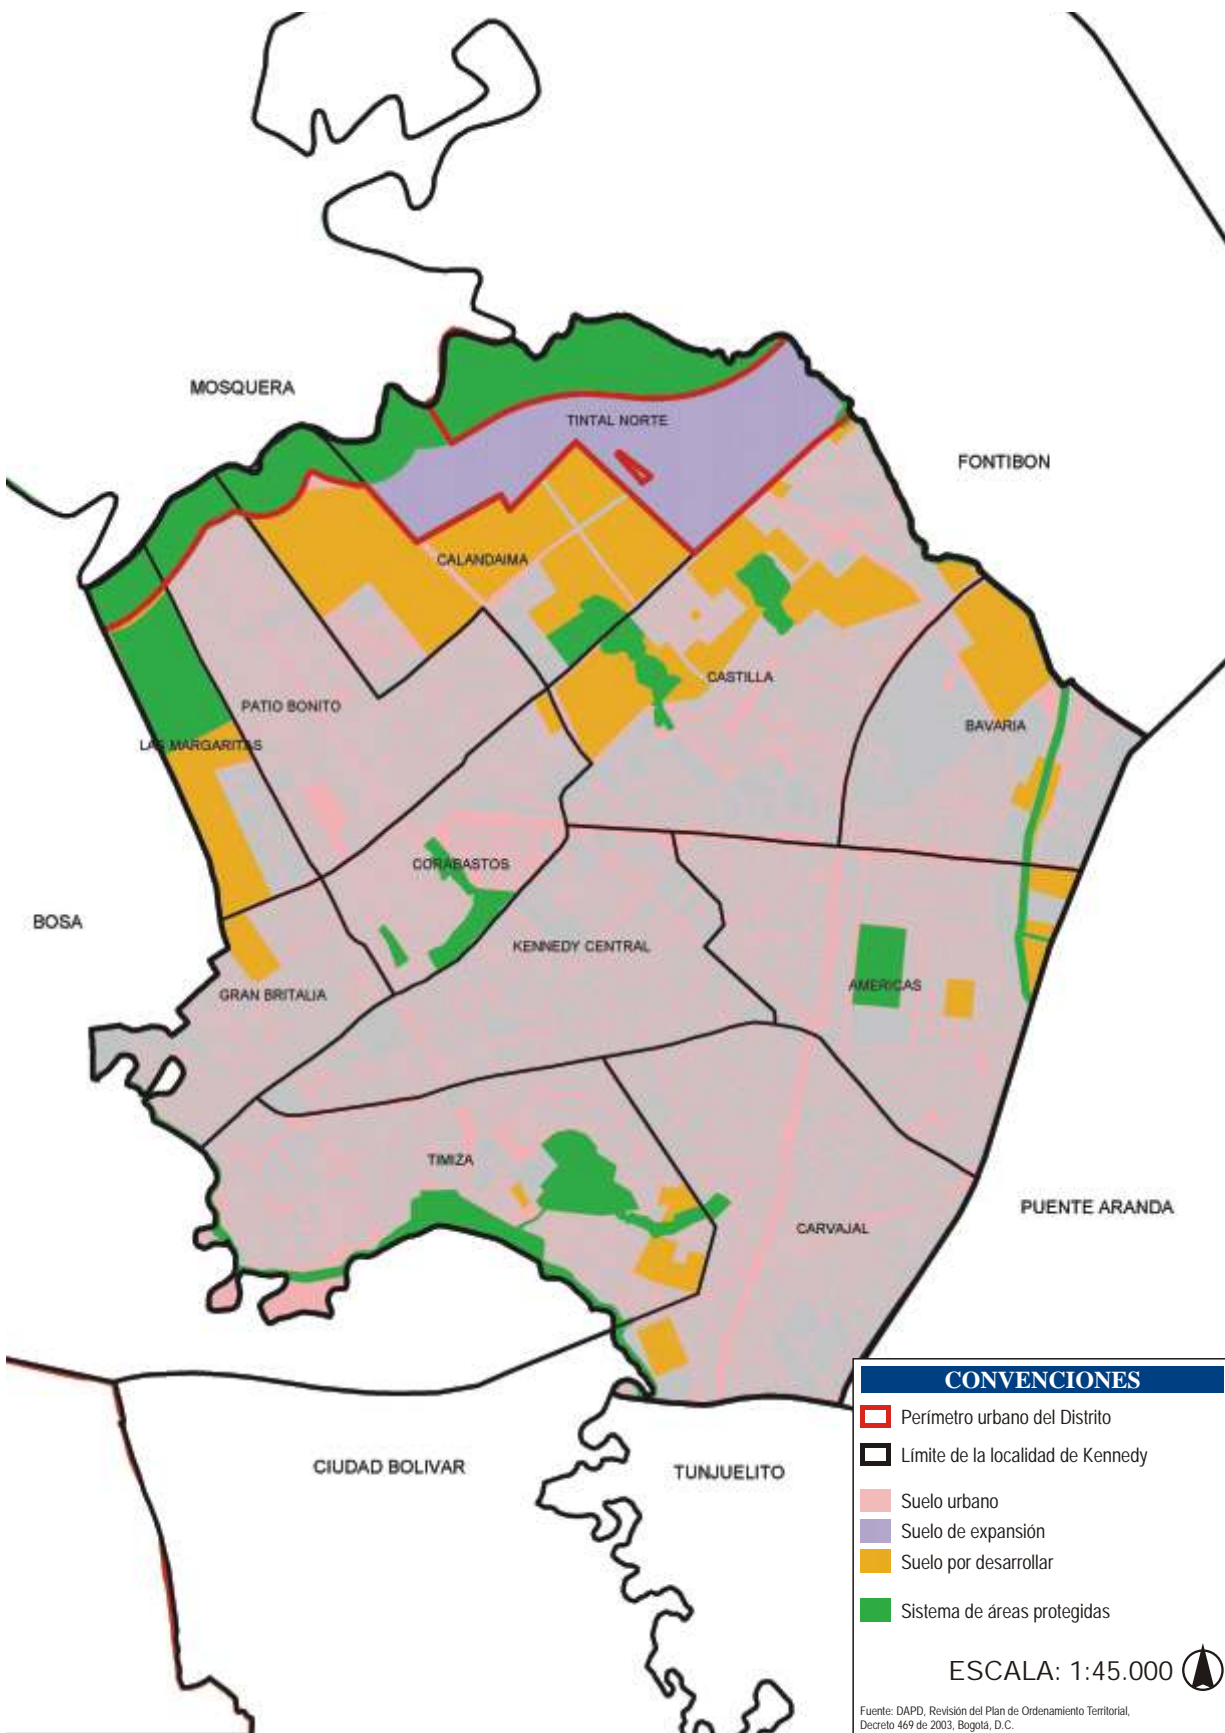 MOSQUERA
TINTAL NORTE
FONTIBON
CALANDAIMA
CASTILLA
PATIO BONITO
BAVARIA
LAS MARGARITAS
CORABASTOS
BOSA
KENNEDY CENTRAL
AMERICAS
GRAN BRITALIA
TIMIZA
PUENTE ARANDA
CARVAJAL
CIUDAD BOLIVAR
TUNJUELITO
CONVENCIONES
Perímetro urbano del Distrito
Límite de la localidad de Kennedy
Suelo urbano
Suelo de expansión
Suelo por desarrollar
Sistema de áreas protegidas
ESCALA: 1:45.000
Fuente: DAPD, Revisión del Plan de Ordenamiento Territorial,
Decreto 469 de 2003, Bogotá, D.C.